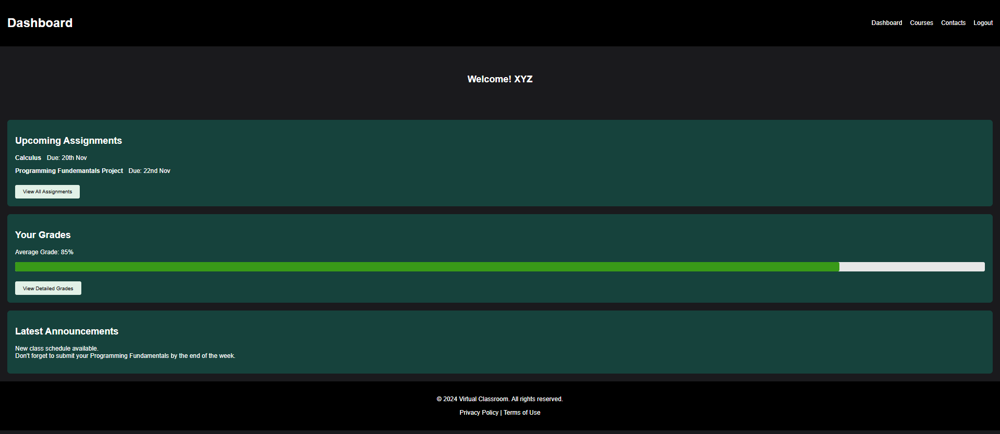 Dashboard
Dashboard Courses Contacts Logout
Welcome! XYZ
Upcoming Assignments
Calculus Due: 20th Nov
Programming Fundemantals Project Due: 22nd Nov
View All Assignments
Your Grades
Average Grade: 85%
View Detailed Grades
Latest Announcements
New class schedule available.
Don't forget to submit your Programming Fundamentals by the end of the week.
© 2024 Virtual Classroom. All rights reserved.
Privacy Policy | Terms of Use